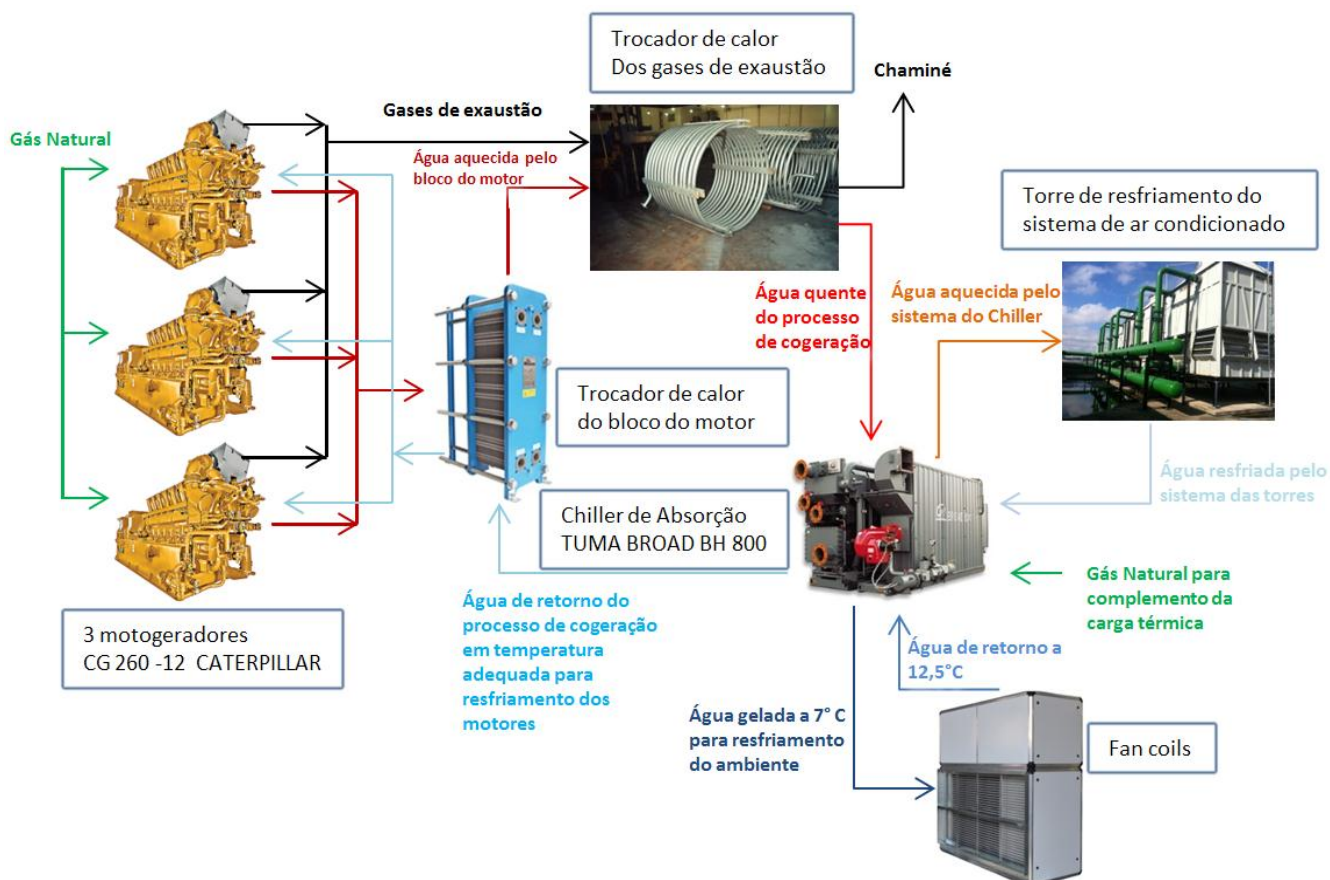 Trocador de calor
Dos gases de exaustão
Chaminé
Gases de exaustão
Gás Natural
Água aquecida pelo
bloco do motor
Torre de resfriamento do
sistema de ar condicionado
Água quente
do processo
de cogeração
Água aquecida pelo
sistema do Chiller
Trocador de calor
do bloco do motor
Água resfriada pelo
sistema das torres
Chiller de Absorção
TUMA BROAD BH 800
Gás Natural para
complemento da
carga térmica
Água de retorno do
processo de cogeração
em temperatura
adequada para
resfriamento dos
motores
3 motogeradores
CG 260 -12 CATERPILLAR
Água de retorno a
12,5°C
Água gelada a 7° C
para resfriamento
do ambiente
Fan coils